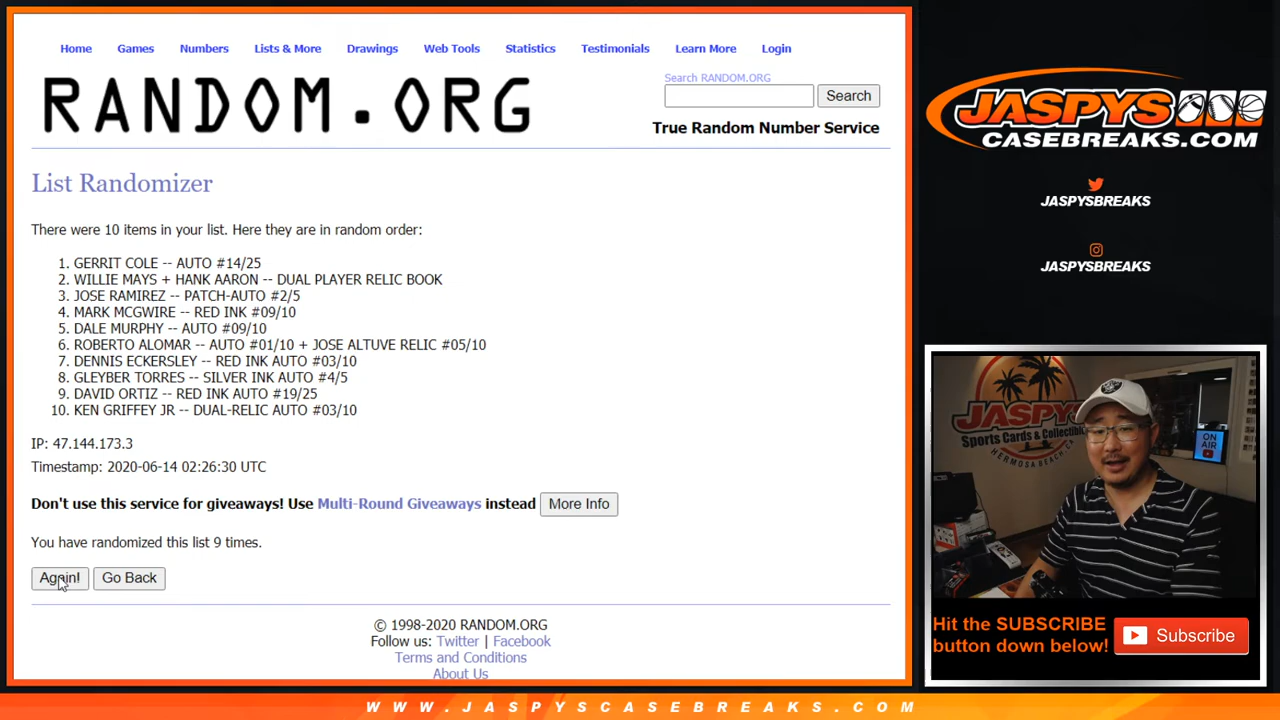 Home Games Numbers Lists & More Drawings Web Tools Statistics Testimonials Learn More Login
RANDOM.ORG
Search RANDOM.ORG
Search
True Random Number Service
List Randomizer
There were 10 items in your list. Here they are in random order:
1. GERRIT COLE -- AUTO #14/25
2. WILLIE MAYS + HANK AARON -- DUAL PLAYER RELIC BOOK
3. JOSE RAMIREZ -- PATCH-AUTO #2/5
4. MARK MCGWIRE -- RED INK #09/10
5. DALE MURPHY -- AUTO #09/10
6. ROBERTO ALOMAR -- AUTO #01/10 + JOSE ALTUVE RELIC #05/10
7. DENNIS ECKERSLEY -- RED INK AUTO #03/10
8. GLEYBER TORRES -- SILVER INK AUTO #4/5
9. DAVID ORTIZ -- RED INK AUTO #19/25
10. KEN GRIFFEY JR -- DUAL-RELIC AUTO #03/10
IP: 47.144.173.3
Timestamp: 2020-06-14 02:26:30 UTC
Don't use this service for giveaways! Use Multi-Round Giveaways instead More Info
You have randomized this list 9 times.
Again! Go Back
© 1998-2020 RANDOM.ORG
Follow us: Twitter | Facebook
Terms and Conditions
About Us
JASPYS
CASEBREAKS.COM
JASPYSBREAKS
JASPYSBREAKS
JASPYS
Sports Cards & Collectibles
HERMOSA BEACH, CA
ON AIR
Hit the SUBSCRIBE
button down below!
Subscribe
WWW.JASPYSCASEBREAKS.COM